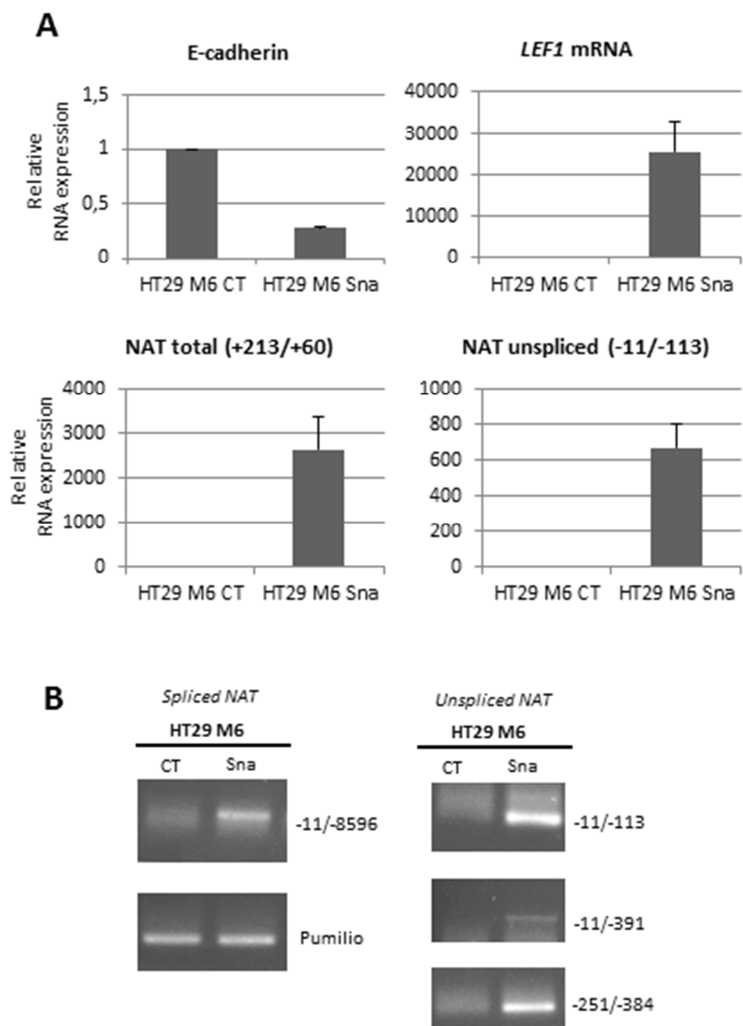 A
E-cadherin
Relative
RNA expression
1,5
1
0,5
0
HT29 M6 CT HT29 M6 Sna
LEF1 mRNA
40000
30000
20000
10000
0
HT29 M6 CT HT29 M6 Sna
NAT total (+213/+60)
Relative
RNA expression
4000
3000
2000
1000
0
HT29 M6 CT HT29 M6 Sna
NAT unspliced (-11/-113)
1000
800
600
400
200
0
HT29 M6 CT HT29 M6 Sna
B
Spliced NAT
HT29 M6
CT Sna
-11/-8596
Pumilio
Unspliced NAT
HT29 M6
CT Sna
-11/-113
-11/-391
-251/-384